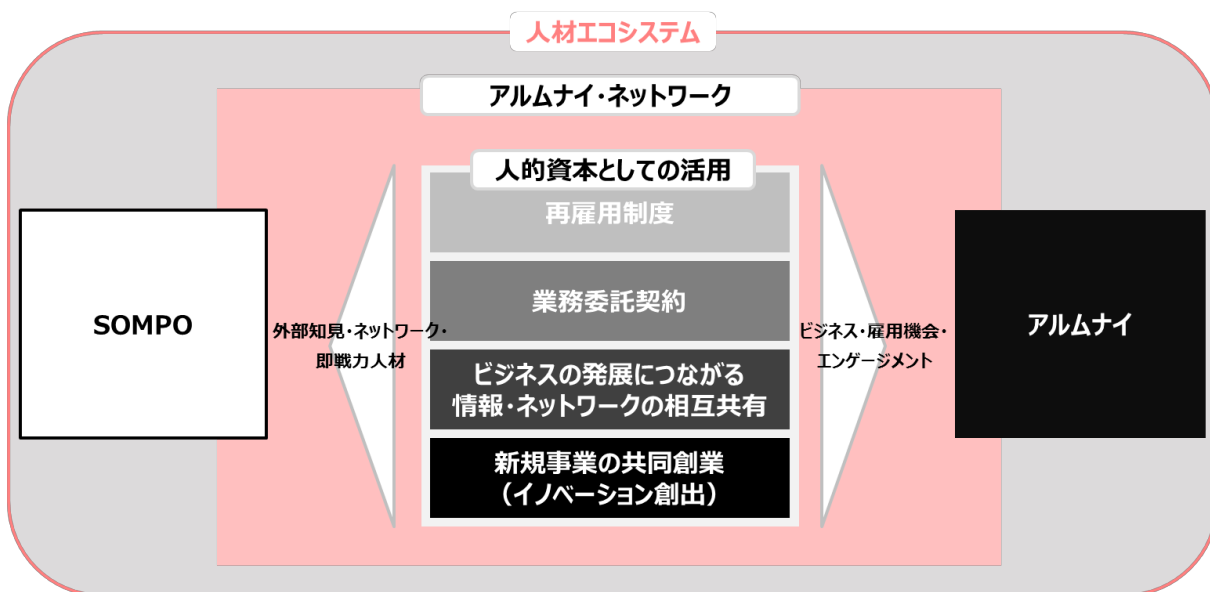 人材エコシステム
アルムナイ・ネットワーク
人的資本としての活用
再雇用制度
業務委託契約
ビジネスの発展につながる
情報・ネットワークの相互共有
新規事業の共同創業
（イノベーション創出）
SOMPO
外部知見・ネットワーク・
即戦力人材
ビジネス・雇用機会・
エンゲージメント
アルムナイ